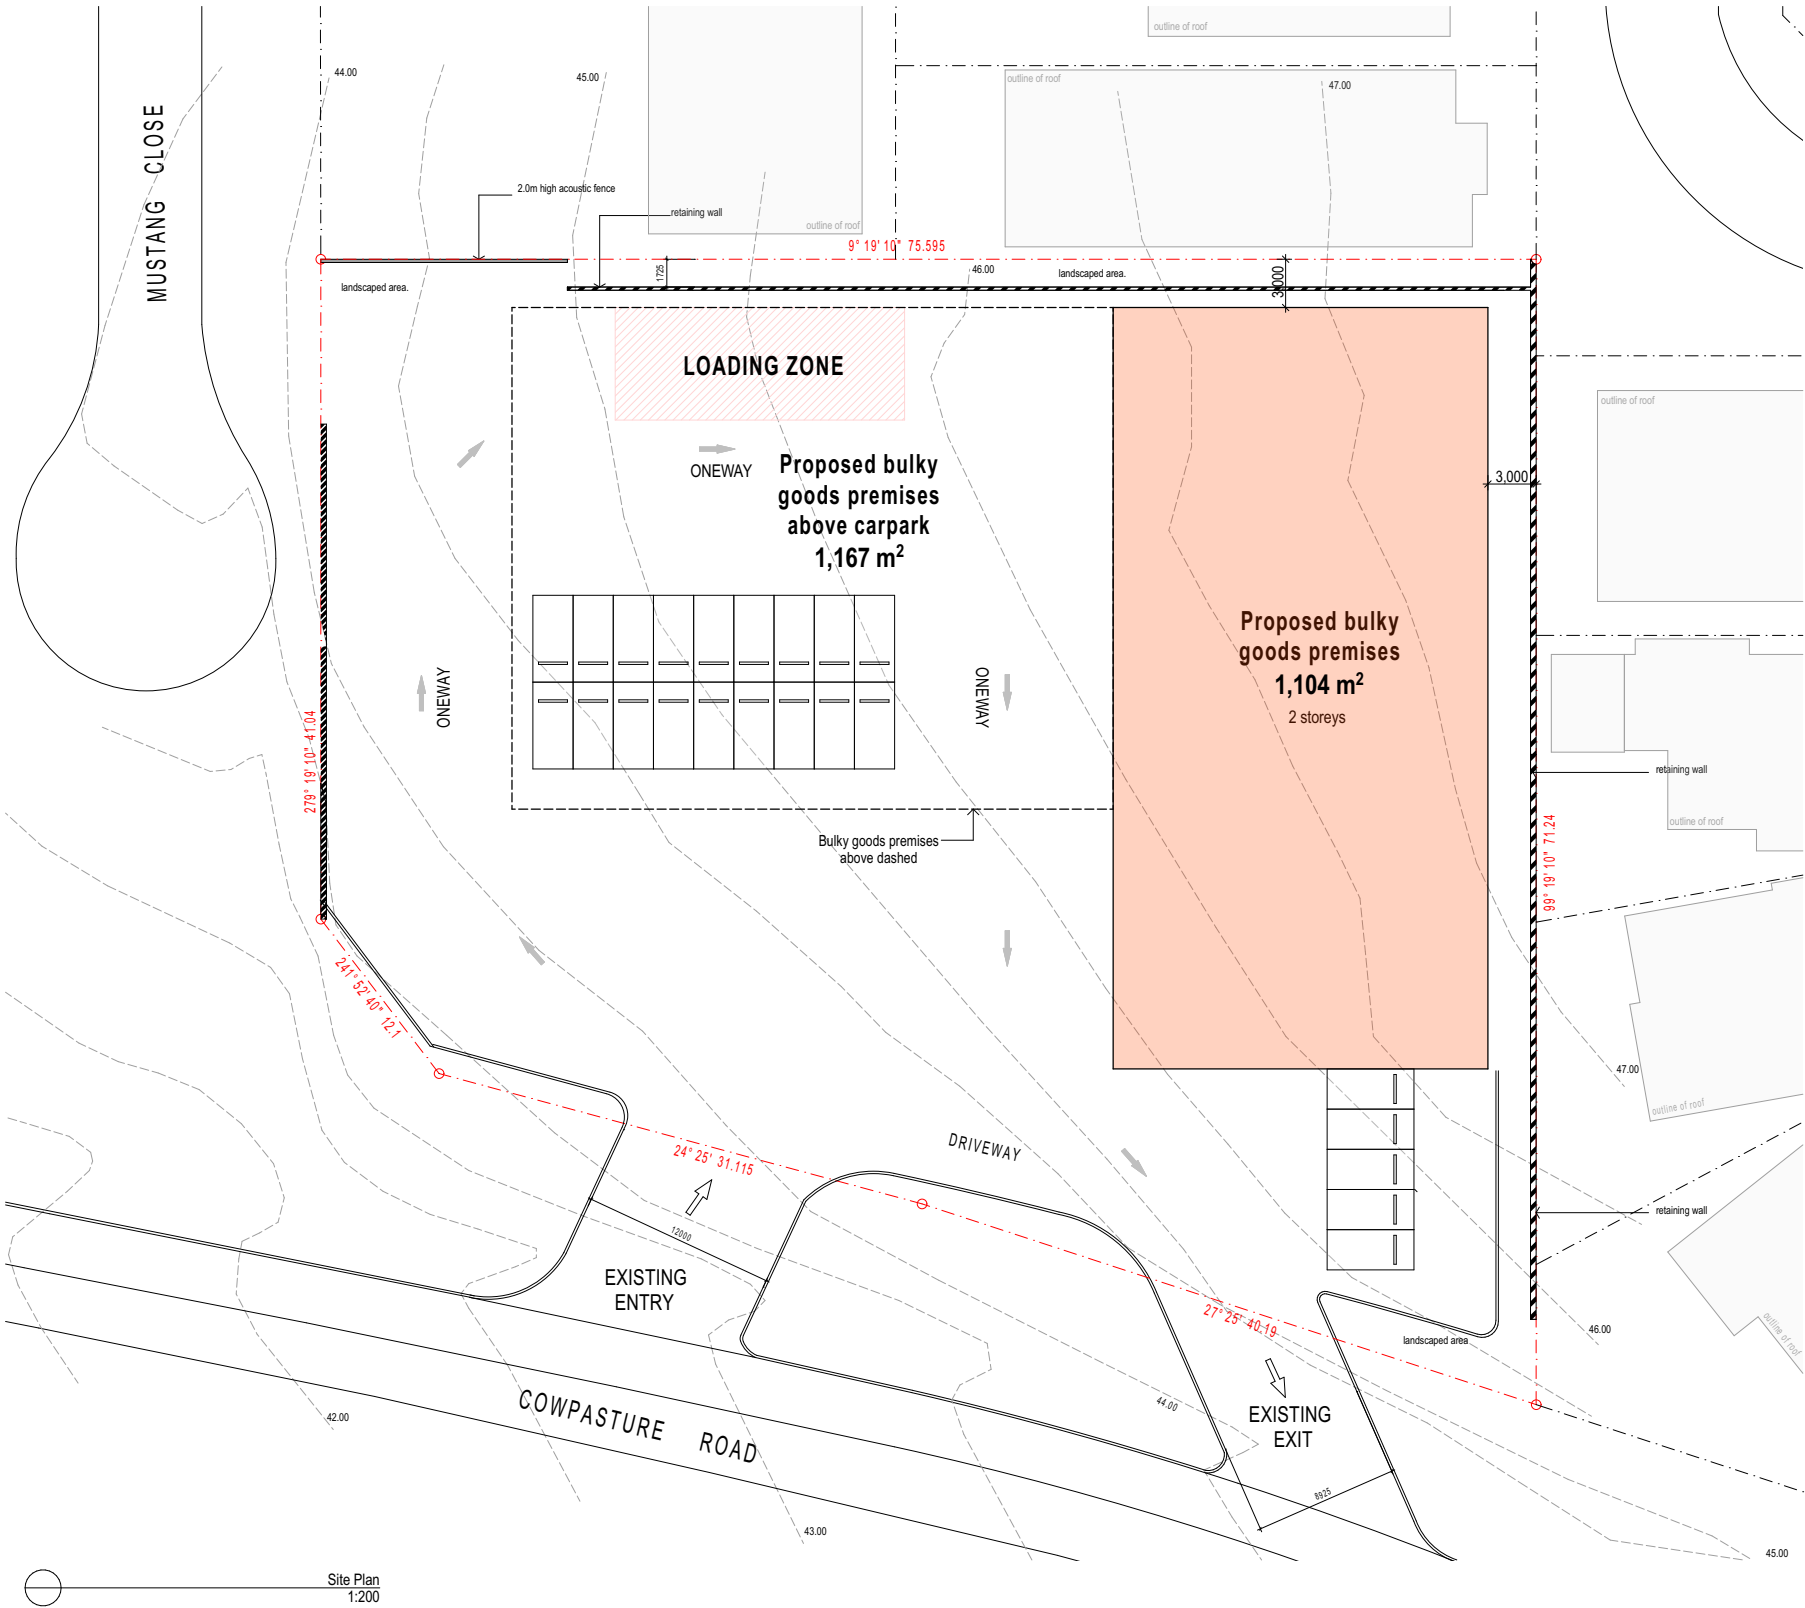 outline of roof
44.00
45.00
outline of roof
47.00
MUSTANG CLOSE
2.0m high acoustic fence
retaining wall
outline of roof
9° 19' 10" 75.595
landscaped area.
1725
46.00
landscaped area.
3,000
LOADING ZONE
outline of roof
ONEWAY
Proposed bulky
goods premises
above carpark
1,167 m²
3,000
Proposed bulky
goods premises
1,104 m²
2 storeys
ONEWAY
ONEWAY
279° 19' 10" 41.04
retaining wall
outline of roof
Bulky goods premises
above dashed
99° 19' 10" 71.24
241° 52' 40" 12.1
47.00
outline of roof
24° 25' 31.115
DRIVEWAY
12000
retaining wall
EXISTING
ENTRY
27° 25' 40.19
landscaped area
46.00
outline of roof
COWPASTURE ROAD
42.00
44.00
EXISTING
EXIT
8925
43.00
45.00
Site Plan
1:200